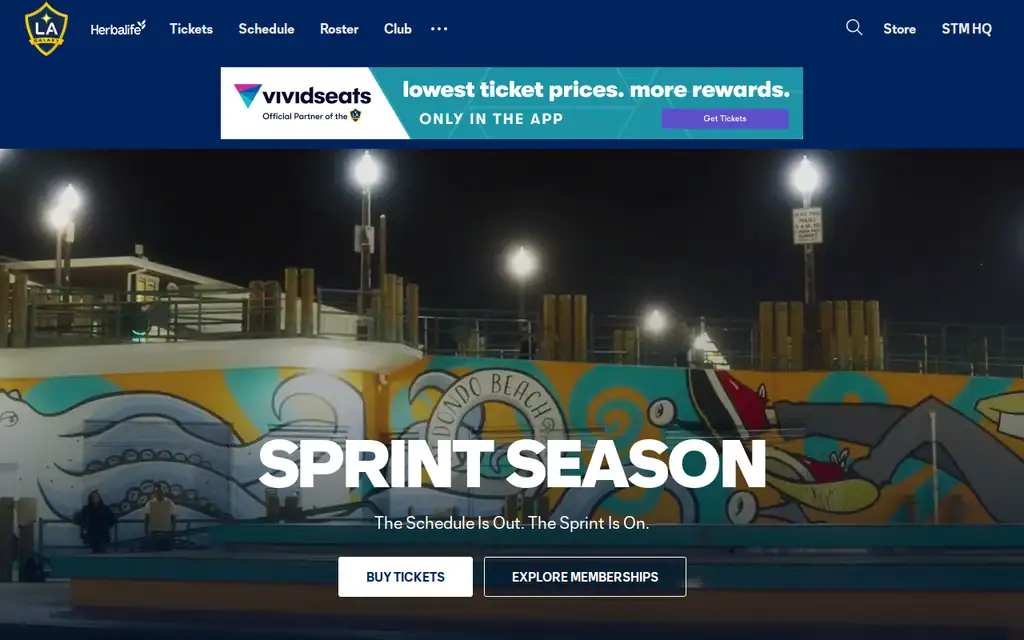 LA
GALAXY
Herbalife
Tickets
Schedule
Roster
Club
Store
STM HQ
vividseats
Official Partner of the
lowest ticket prices. more rewards.
ONLY IN THE APP
Get Tickets
ONDO BEACH
SPRINT SEASON
The Schedule Is Out. The Sprint Is On.
BUY TICKETS
EXPLORE MEMBERSHIPS